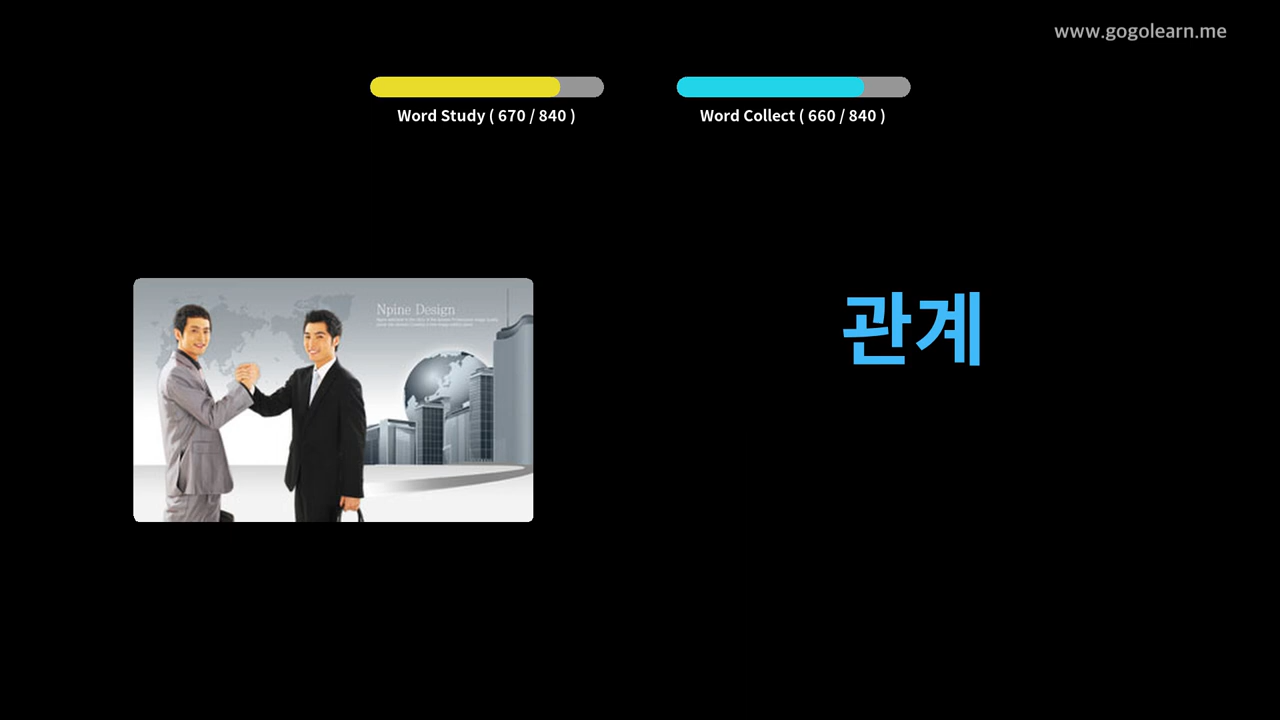 www.gogolearn.me
Word Study ( 670 / 840 )
Word Collect ( 660 / 840 )
Npine Design
관계